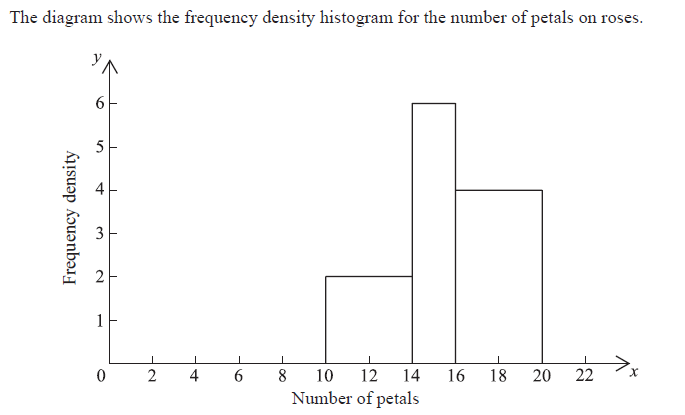 The diagram shows the frequency density histogram for the number of petals on roses.
y
6
5
4
3
2
1
Frequency density
0 2 4 6 8 10 12 14 16 18 20 22 x
Number of petals